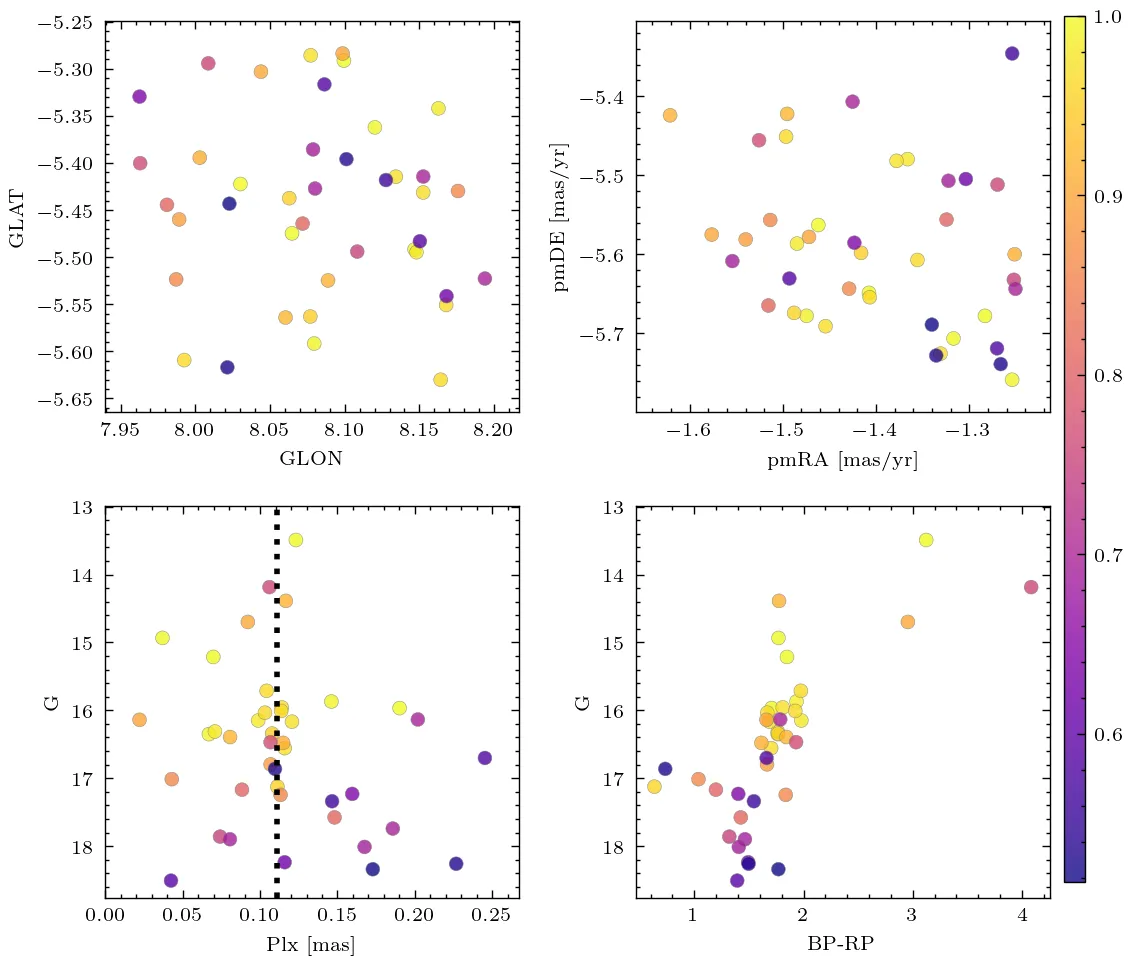 −5.25
−5.30
−5.35
−5.40
−5.45
−5.50
−5.55
−5.60
−5.65
GLAT
7.95 8.00 8.05 8.10 8.15 8.20
GLON
−5.4
−5.5
−5.6
−5.7
pmDE [mas/yr]
−1.6 −1.5 −1.4 −1.3
pmRA [mas/yr]
13
14
15
16
17
18
G
0.00 0.05 0.10 0.15 0.20 0.25
Plx [mas]
13
14
15
16
17
18
G
1 2 3 4
BP-RP
1.0
0.9
0.8
0.7
0.6